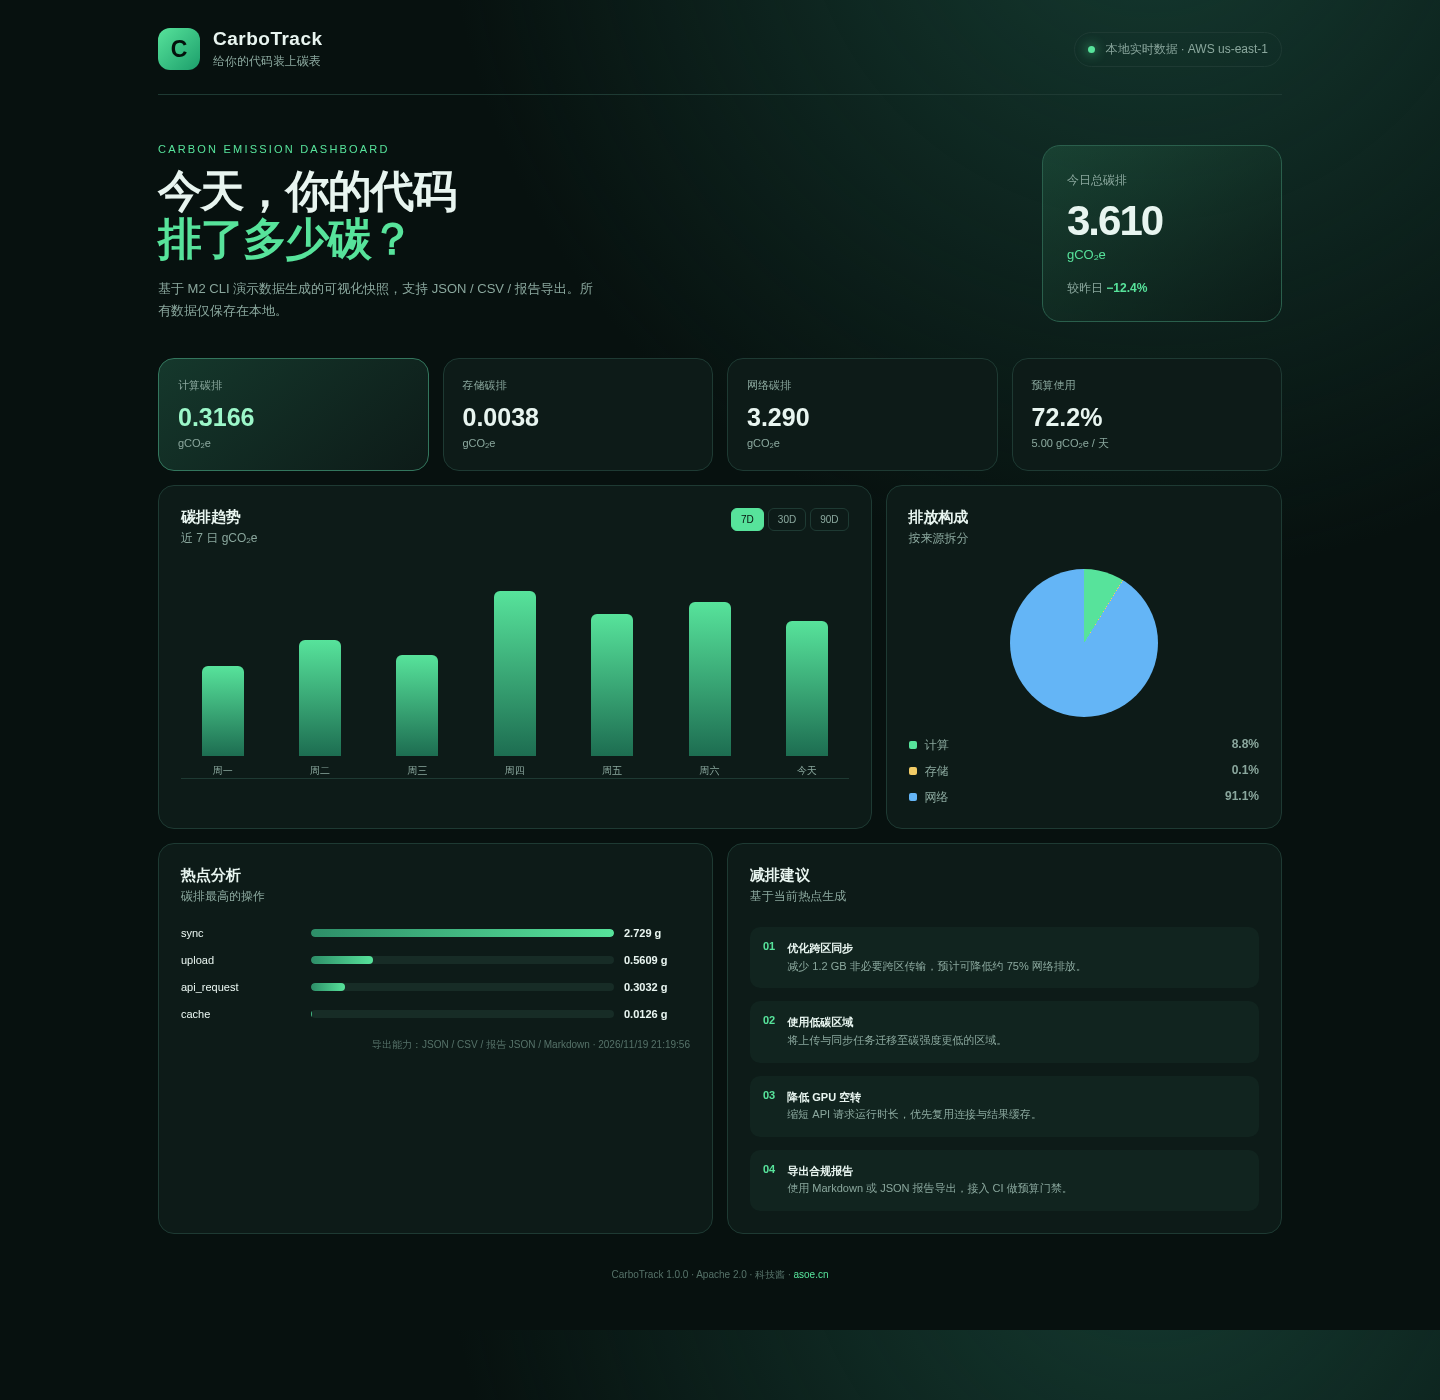 C
CarboTrack
给你的代码装上碳表
本地实时数据 · AWS us-east-1
CARBON EMISSION DASHBOARD
今天，你的代码
排了多少碳？
基于 M2 CLI 演示数据生成的可视化快照，支持 JSON / CSV / 报告导出。所
有数据仅保存在本地。
今日总碳排
3.610
gCO₂e
较昨日 −12.4%
计算碳排
0.3166
gCO₂e
存储碳排
0.0038
gCO₂e
网络碳排
3.290
gCO₂e
预算使用
72.2%
5.00 gCO₂e / 天
碳排趋势
近 7 日 gCO₂e
7D 30D 90D
周一 周二 周三 周四 周五 周六 今天
排放构成
按来源拆分
计算 8.8%
存储 0.1%
网络 91.1%
热点分析
碳排最高的操作
sync 2.729 g
upload 0.5609 g
api_request 0.3032 g
cache 0.0126 g
导出能力：JSON / CSV / 报告 JSON / Markdown · 2026/11/19 21:19:56
减排建议
基于当前热点生成
01 优化跨区同步
减少 1.2 GB 非必要跨区传输，预计可降低约 75% 网络排放。
02 使用低碳区域
将上传与同步任务迁移至碳强度更低的区域。
03 降低 GPU 空转
缩短 API 请求运行时长，优先复用连接与结果缓存。
04 导出合规报告
使用 Markdown 或 JSON 报告导出，接入 CI 做预算门禁。
CarboTrack 1.0.0 · Apache 2.0 · 科技酱 · asoe.cn